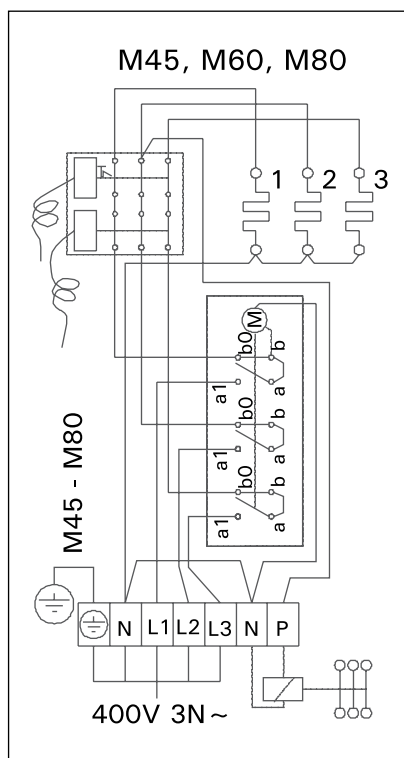 M45, M60, M80
1 2 3
M
b0 b
a1 a
b0 b
a1 a
b0 b
a1 a
M45 - M80
N L1 L2 L3 N P
400V 3N ~